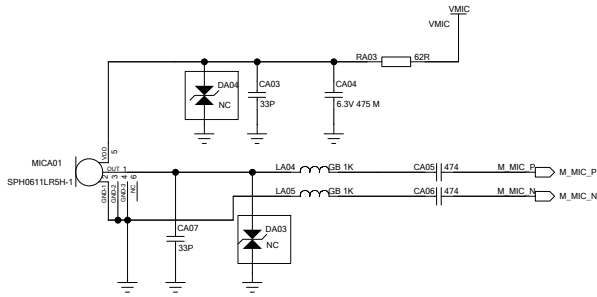 VMIC
VMIC
RA03 62R
DA04
NC
CA03
33P
CA04
6.3V 475 M
MICA01
SPH0611LR5H-1
VDD 5
OUT 1
GND-1 2
GND-2 3
GND-3 4
NC 6
LA04 GB 1K CA05 474 M_MIC_P M_MIC_P
LA05 GB 1K CA06 474 M_MIC_N M_MIC_N
CA07
33P
DA03
NC